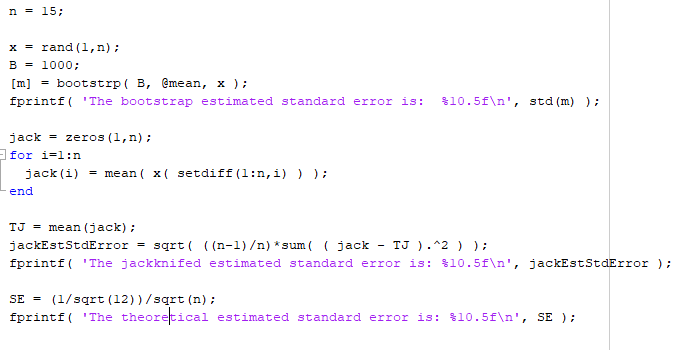 n = 15;
x = rand(1,n);
B = 1000;
[m] = bootstrp( B, @mean, x );
fprintf( 'The bootstrap estimated standard error is:  %10.5f\n', std(m) );
jack = zeros(1,n);
for i=1:n
  jack(i) = mean( x( setdiff(1:n,i) ) );
end
TJ = mean(jack);
jackEstStdError = sqrt( ((n-1)/n)*sum( ( jack - TJ ).^2 ) );
fprintf( 'The jackknifed estimated standard error is: %10.5f\n', jackEstStdError );
SE = (1/sqrt(12))/sqrt(n);
fprintf( 'The theoretical estimated standard error is: %10.5f\n', SE );